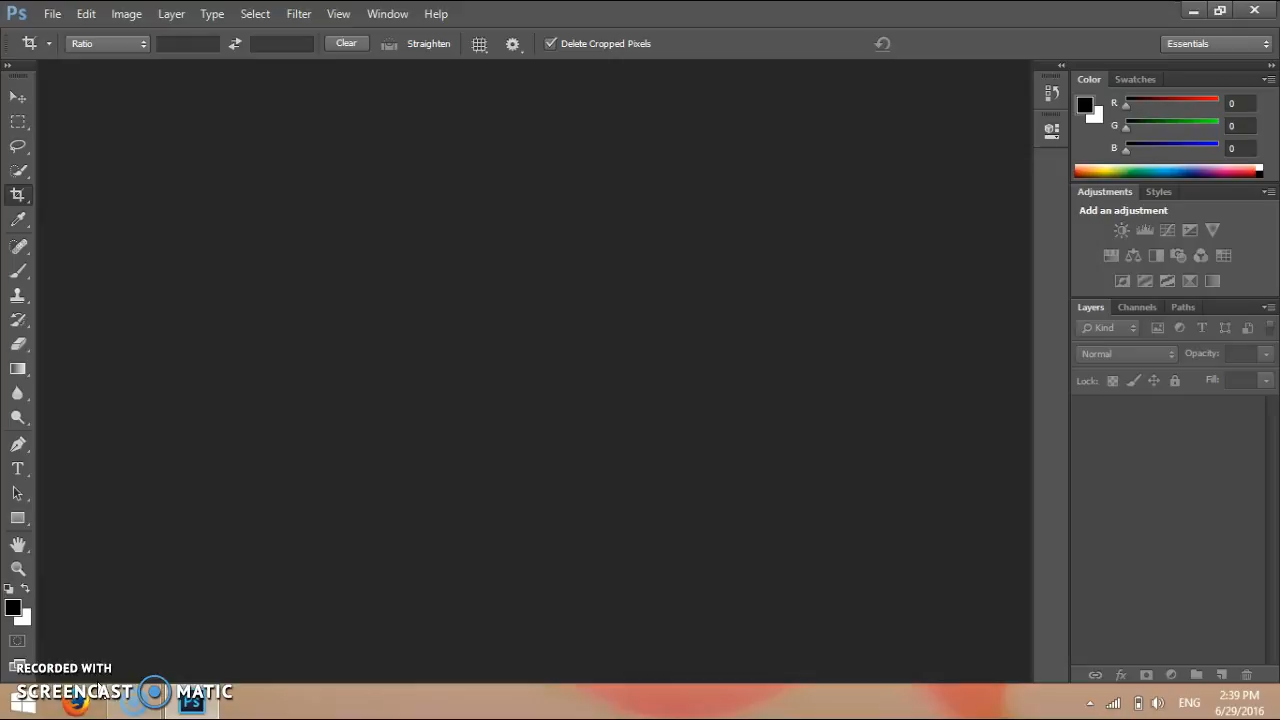 Ps File Edit Image Layer Type Select Filter View Window Help
Ratio Clear Straighten Delete Cropped Pixels Essentials
Color Swatches
R 0
G 0
B 0
Adjustments Styles
Add an adjustment
Layers Channels Paths
Kind
Normal Opacity:
Lock: Fill:
T
RECORDED WITH
SCREENCAST MATIC
Ps
ENG
2:39 PM
6/29/2016